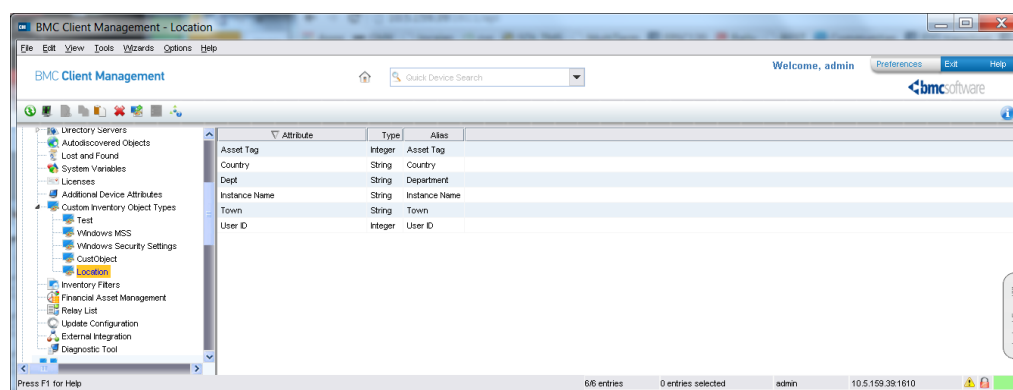 BMC Client Management - Location
File Edit View Tools Wizards Options Help
BMC Client Management
Quick Device Search
Welcome, admin
Preferences Exit Help
bmcsoftware
Directory Servers
Autodiscovered Objects
Lost and Found
System Variables
Licenses
Additional Device Attributes
Custom Inventory Object Types
Test
Windows MSS
Windows Security Settings
CustObject
Location
Inventory Filters
Financial Asset Management
Relay List
Update Configuration
External Integration
Diagnostic Tool
Attribute Type Alias
Asset Tag Integer Asset Tag
Country String Country
Dept String Department
Instance Name String Instance Name
Town String Town
User ID Integer User ID
Press F1 for Help
6/6 entries 0 entries selected admin 10.5.159.39:1610